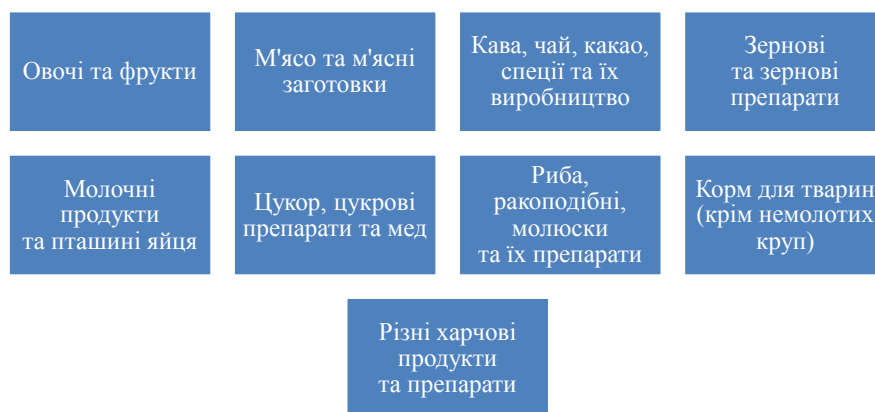 Овочі та фрукти
М'ясо та м'ясні
заготовки
Кава, чай, какао,
спеції та їх
виробництво
Зернові
та зернові
препарати
Молочні
продукти
та пташині яйця
Цукор, цукрові
препарати та мед
Риба,
ракоподібні,
молюски
та їх препарати
Корм для тварин
(крім немолотих
круп)
Різні харчові
продукти
та препарати